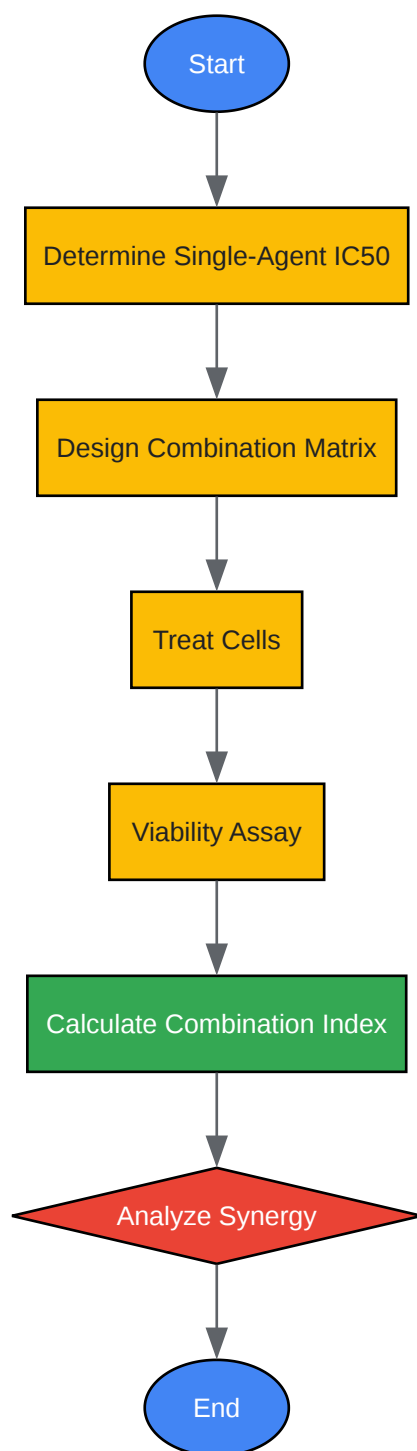 Start
Determine Single-Agent IC50
Design Combination Matrix
Treat Cells
Viability Assay
Calculate Combination Index
Analyze Synergy
End